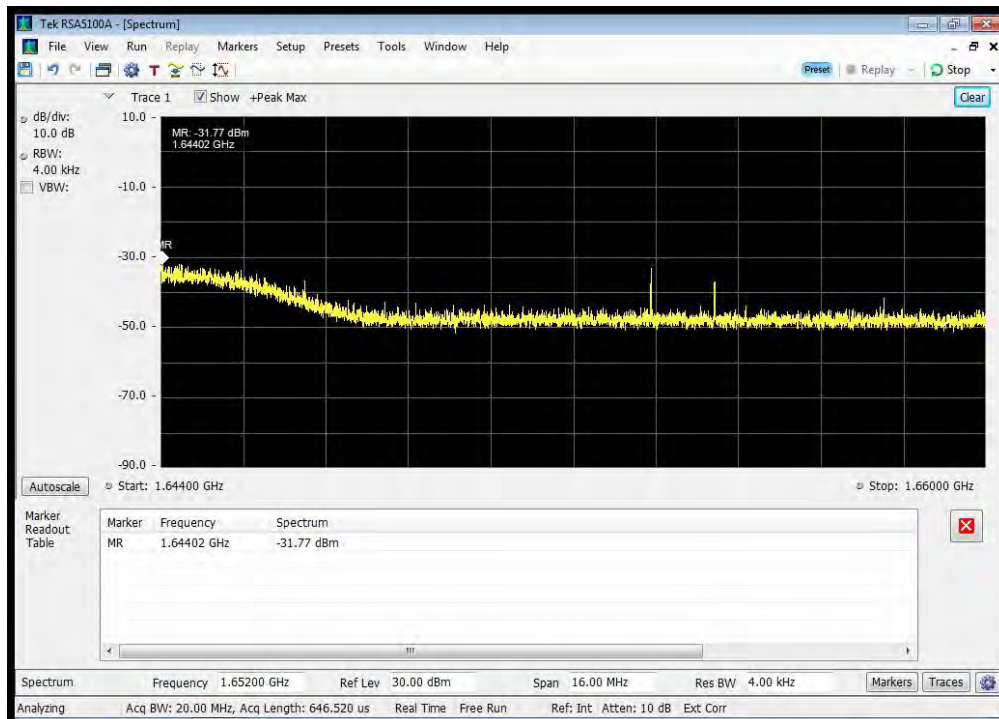 Tek RSA5100A - [Spectrum]
File View Run Replay Markers Setup Presets Tools Window Help
Preset Replay Stop
Trace 1 Show +Peak Max Clear
dB/div:
10.0 dB
RBW:
4.00 kHz
VBW:
10.0
MR: -31.77 dBm
1.64402 GHz
-10.0
MR
-30.0
-50.0
-70.0
-90.0
Autoscale Start: 1.64400 GHz Stop: 1.66000 GHz
Marker
Readout
Table
Marker Frequency Spectrum
MR 1.64402 GHz -31.77 dBm
Spectrum Frequency 1.65200 GHz Ref Lev 30.00 dBm Span 16.00 MHz Res BW 4.00 kHz Markers Traces
Analyzing Acq BW: 20.00 MHz, Acq Length: 646.520 us Real Time Free Run Ref: Int Atten: 10 dB Ext Corr